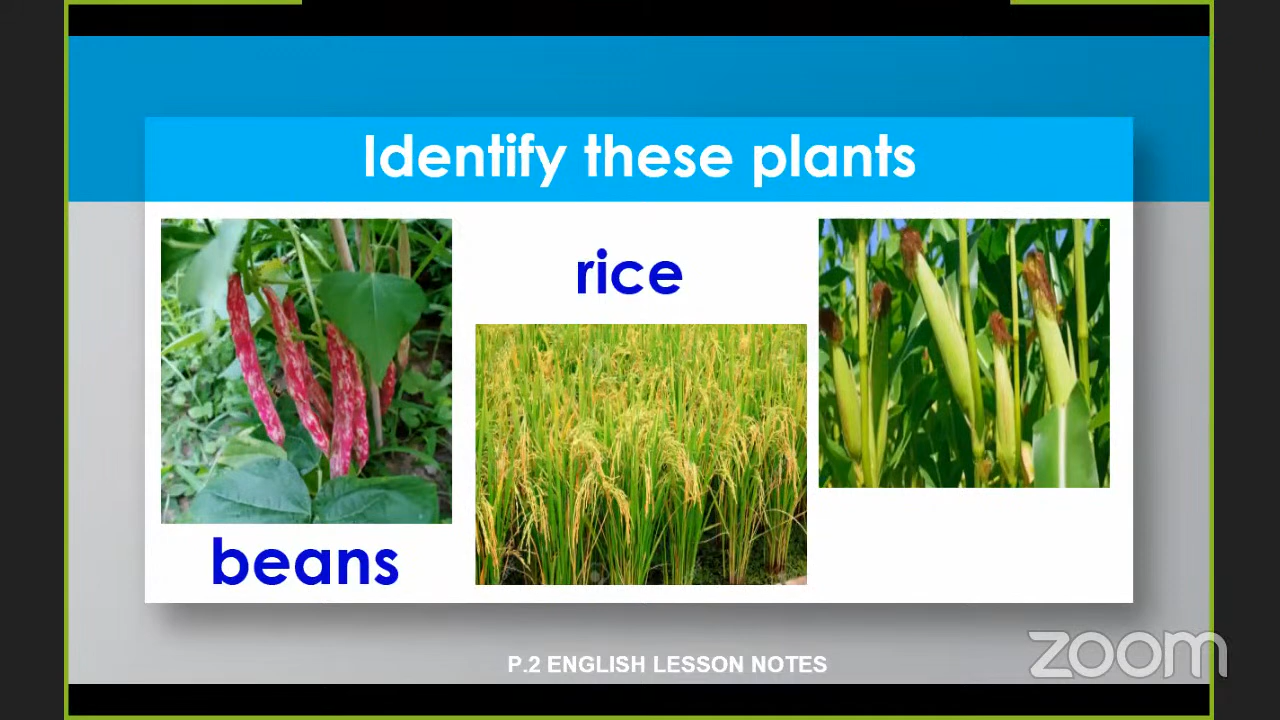 Identify these plants
rice
beans
P.2 ENGLISH LESSON NOTES
zoom